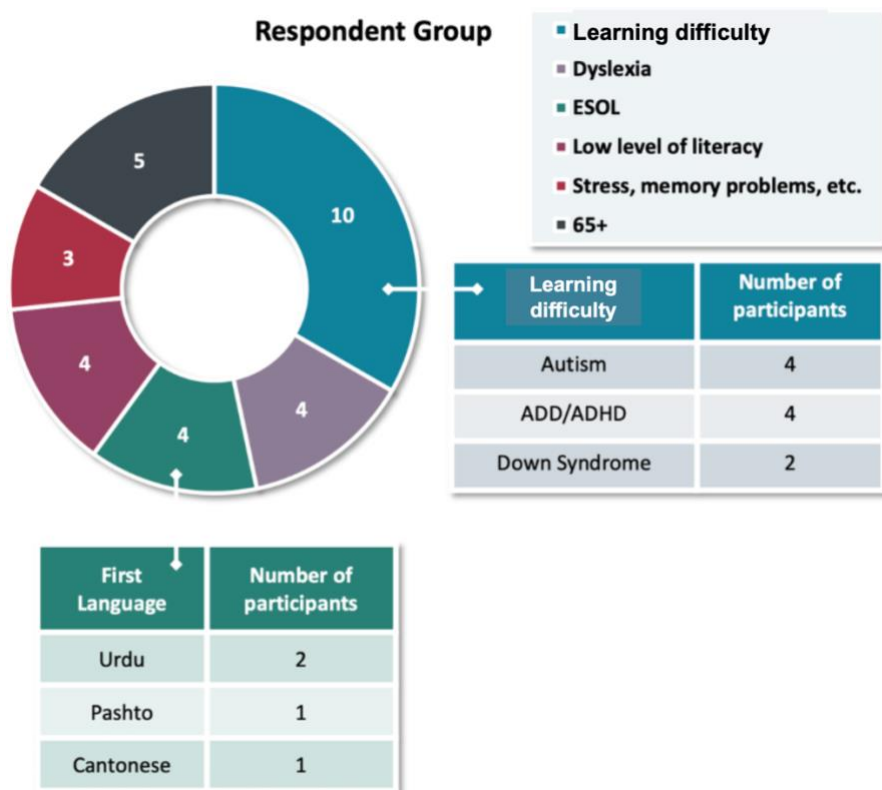 Respondent Group
Learning difficulty
Dyslexia
ESOL
Low level of literacy
Stress, memory problems, etc.
65+
5
10
3
4
4
4
Learning difficulty
Number of participants
Autism 4
ADD/ADHD 4
Down Syndrome 2
First Language
Number of participants
Urdu 2
Pashto 1
Cantonese 1